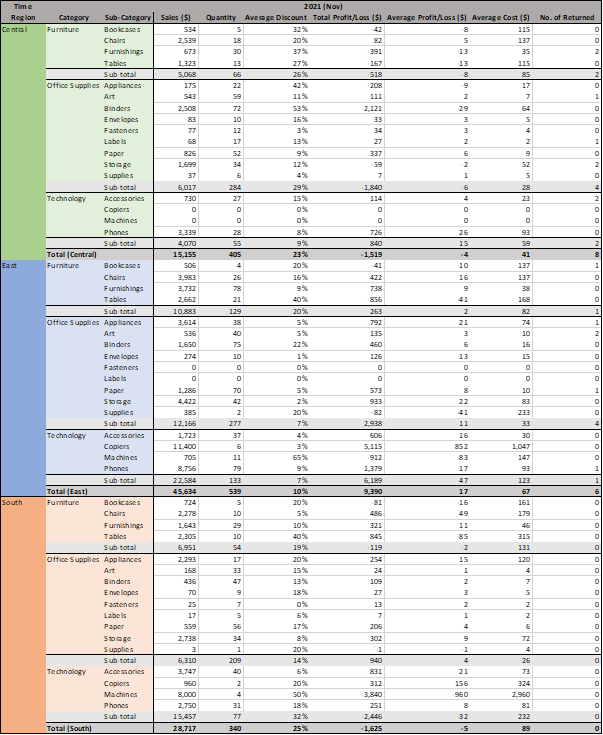 Time 2021 (Nov)
Region Category Sub-Category Sales ($) Quantity Average Discount Total Profit/Loss ($) Average Profit/Loss ($) Average Cost ($) No. of Returned
Central Furniture Bookcases 534 5 32% -42 -8 115 0
Chairs 2,539 18 20% 82 5 137 0
Furnishings 673 30 37% -391 -13 35 2
Tables 1,323 13 27% -167 -13 115 0
Sub-total 5,068 66 26% -518 -8 85 2
Office Supplies Appliances 175 22 42% -208 -9 17 0
Art 543 59 11% 111 2 7 1
Binders 2,508 72 53% -2,121 -29 64 0
Envelopes 83 10 16% 33 3 5 0
Fasteners 77 12 3% 34 3 4 0
Labels 68 17 13% 27 2 2 1
Paper 826 52 9% 337 6 9 0
Storage 1,699 34 12% -59 -2 52 2
Supplies 37 6 4% 7 1 5 0
Sub-total 6,017 284 29% -1,840 -6 28 4
Technology Accessories 730 27 15% 114 4 23 2
Copiers 0 0 0% 0 0 0 0
Machines 0 0 0% 0 0 0 0
Phones 3,339 28 8% 726 26 93 0
Sub-total 4,070 55 9% 840 15 59 2
Total (Central) 15,155 405 23% -1,519 -4 41 8
East Furniture Bookcases 506 4 20% -41 -10 137 1
Chairs 3,983 26 16% 422 16 137 0
Furnishings 3,732 78 9% 738 9 38 0
Tables 2,662 21 40% -856 -41 168 0
Sub-total 10,883 129 20% 263 2 82 1
Office Supplies Appliances 3,614 38 5% 792 21 74 1
Art 536 40 5% 135 3 10 2
Binders 1,650 75 22% 460 6 16 0
Envelopes 274 10 1% 126 13 15 0
Fasteners 0 0 0% 0 0 0 0
Labels 0 0 0% 0 0 0 0
Paper 1,286 70 5% 573 8 10 1
Storage 4,422 42 2% 933 22 83 0
Supplies 385 2 20% -82 -41 233 0
Sub-total 12,166 277 7% 2,938 11 33 4
Technology Accessories 1,723 37 4% 606 16 30 0
Copiers 11,400 6 3% 5,115 852 1,047 0
Machines 705 11 65% -912 -83 147 0
Phones 8,756 79 9% 1,379 17 93 1
Sub-total 22,584 133 7% 6,189 47 123 1
Total (East) 45,634 539 10% 9,390 17 67 6
South Furniture Bookcases 724 5 20% -81 -16 161 0
Chairs 2,278 10 5% 486 49 179 0
Furnishings 1,643 29 10% 321 11 46 0
Tables 2,305 10 40% -845 -85 315 0
Sub-total 6,951 54 19% -119 -2 131 0
Office Supplies Appliances 2,293 17 20% 254 15 120 0
Art 168 33 15% 24 1 4 0
Binders 436 47 13% 109 2 7 0
Envelopes 70 9 18% 27 3 5 0
Fasteners 25 7 0% 13 2 2 0
Labels 17 5 6% 7 1 2 0
Paper 559 56 17% 206 4 6 0
Storage 2,738 34 8% 302 9 72 0
Supplies 3 1 20% -1 -1 4 0
Sub-total 6,310 209 14% 940 4 26 0
Technology Accessories 3,747 40 6% 831 21 73 0
Copiers 960 2 20% 312 156 324 0
Machines 8,000 4 50% -3,840 -960 2,960 0
Phones 2,750 31 18% 251 8 81 0
Sub-total 15,457 77 32% -2,446 -32 232 0
Total (South) 28,717 340 25% -1,625 -5 89 0